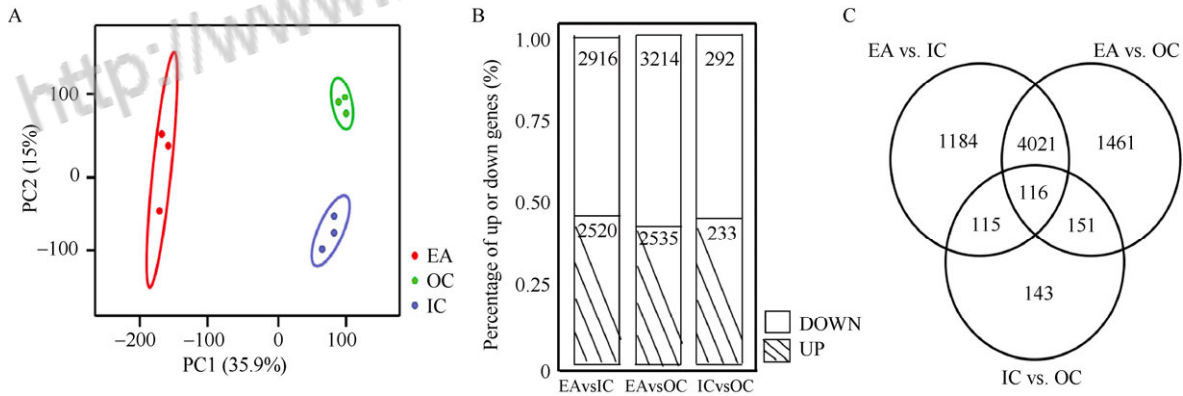 http://www.
A
PC2 (15%)
100
0
−100
−200
−100
0
100
PC1 (35.9%)
EA
OC
IC
B
Percentage of up or down genes (%)
1.00
0.75
0.50
0.25
0
2916
3214
292
2520
2535
233
EAvsIC
EAvsOC
ICvsOC
DOWN
UP
C
EA vs. IC
EA vs. OC
1184
4021
1461
116
115
151
143
IC vs. OC